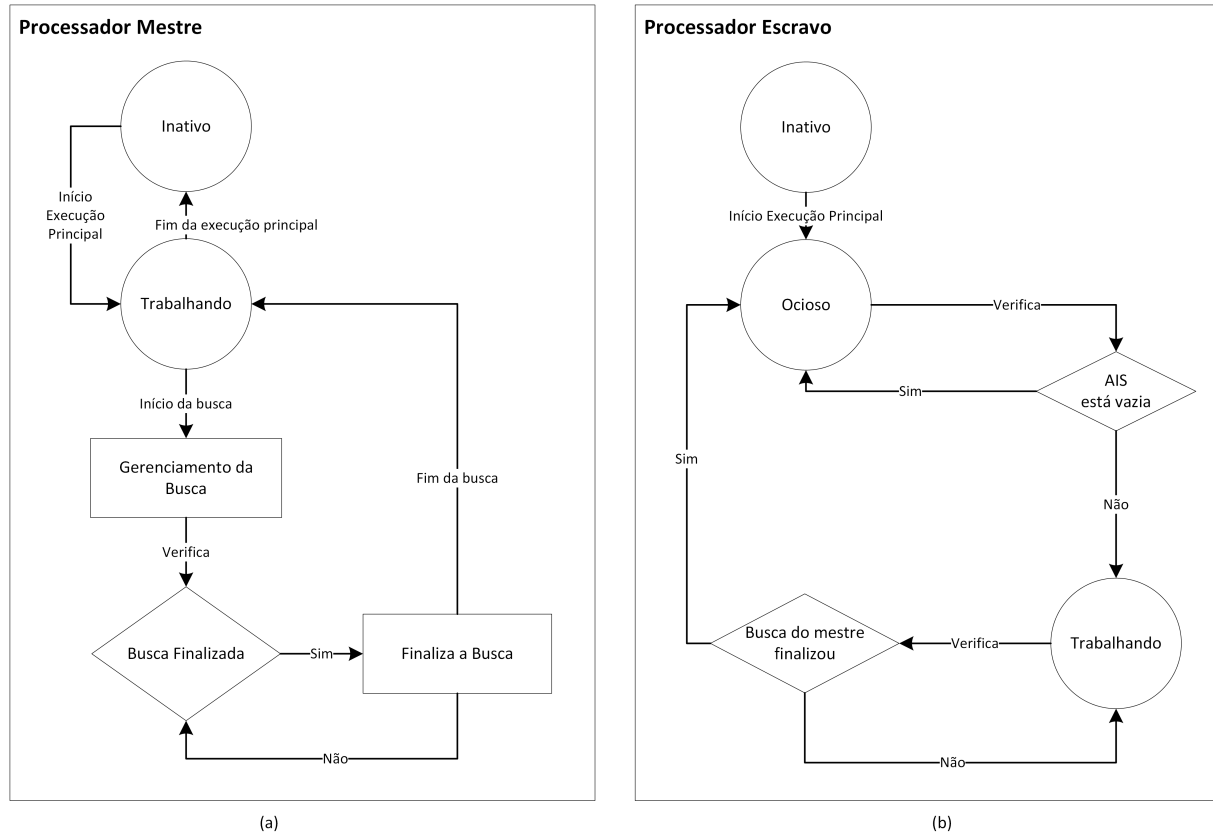 Processador Mestre
Inativo
Início
Execução
Principal
Fim da execução principal
Trabalhando
Início da busca
Gerenciamento da
Busca
Fim da busca
Verifica
Busca Finalizada
Sim
Finaliza a Busca
Não
(a)
Processador Escravo
Inativo
Início Execução Principal
Ocioso
Verifica
AIS
está vazia
Sim
Sim
Não
Busca do mestre
finalizou
Verifica
Trabalhando
Não
(b)